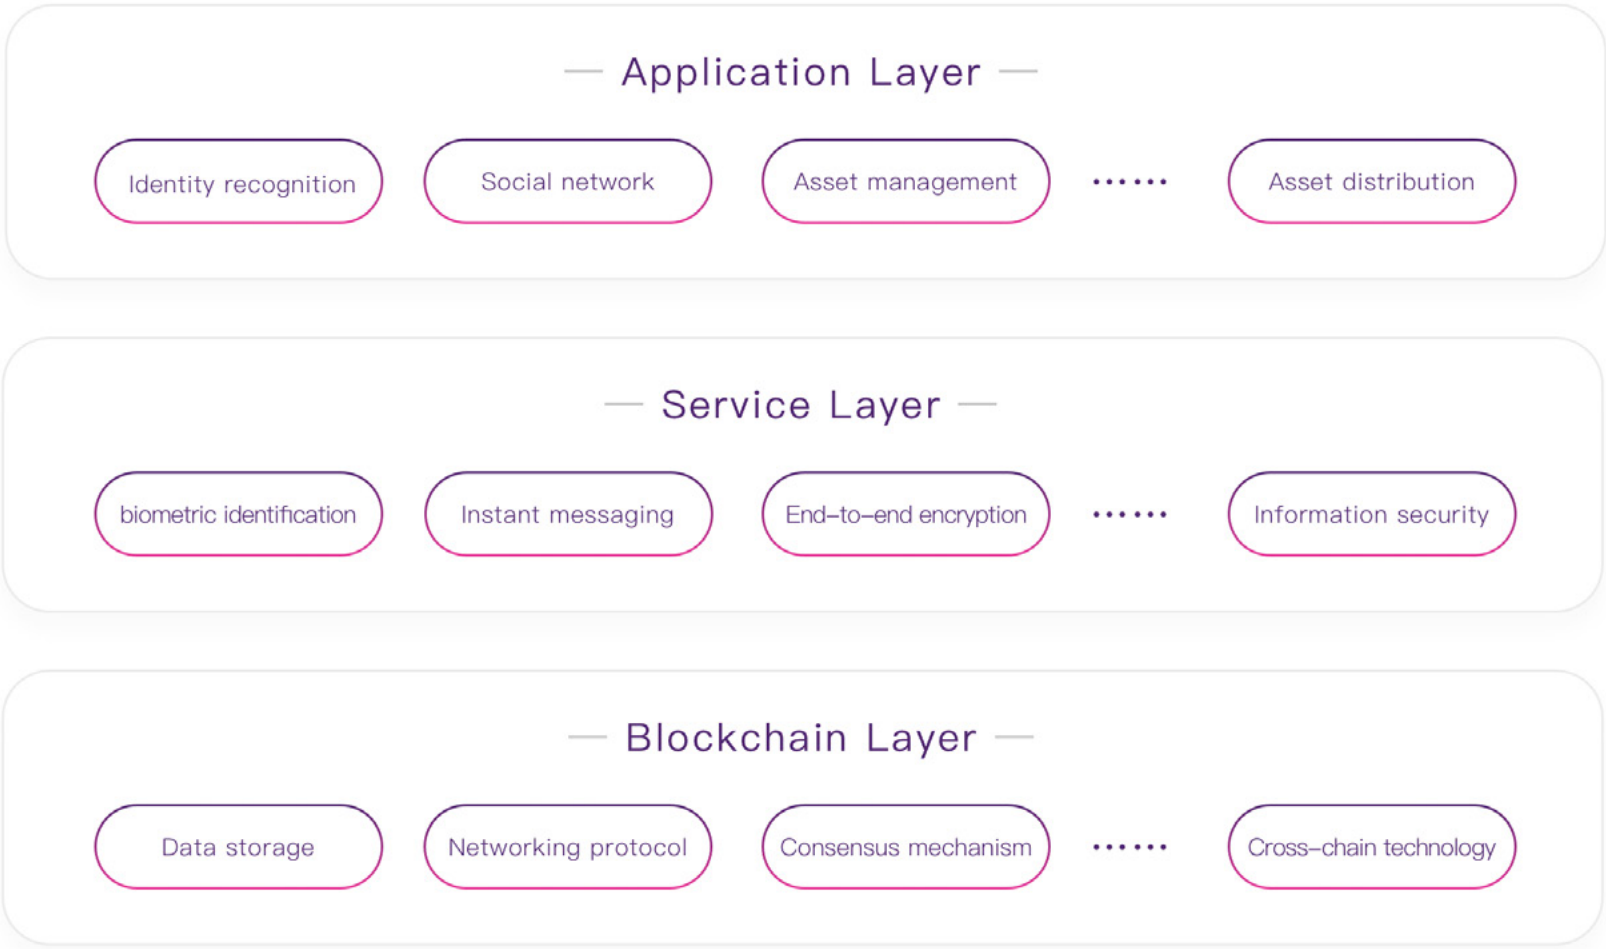 Application Layer
Identity recognition
Social network
Asset management
······
Asset distribution
Service Layer
biometric identification
Instant messaging
End-to-end encryption
······
Information security
Blockchain Layer
Data storage
Networking protocol
Consensus mechanism
······
Cross-chain technology